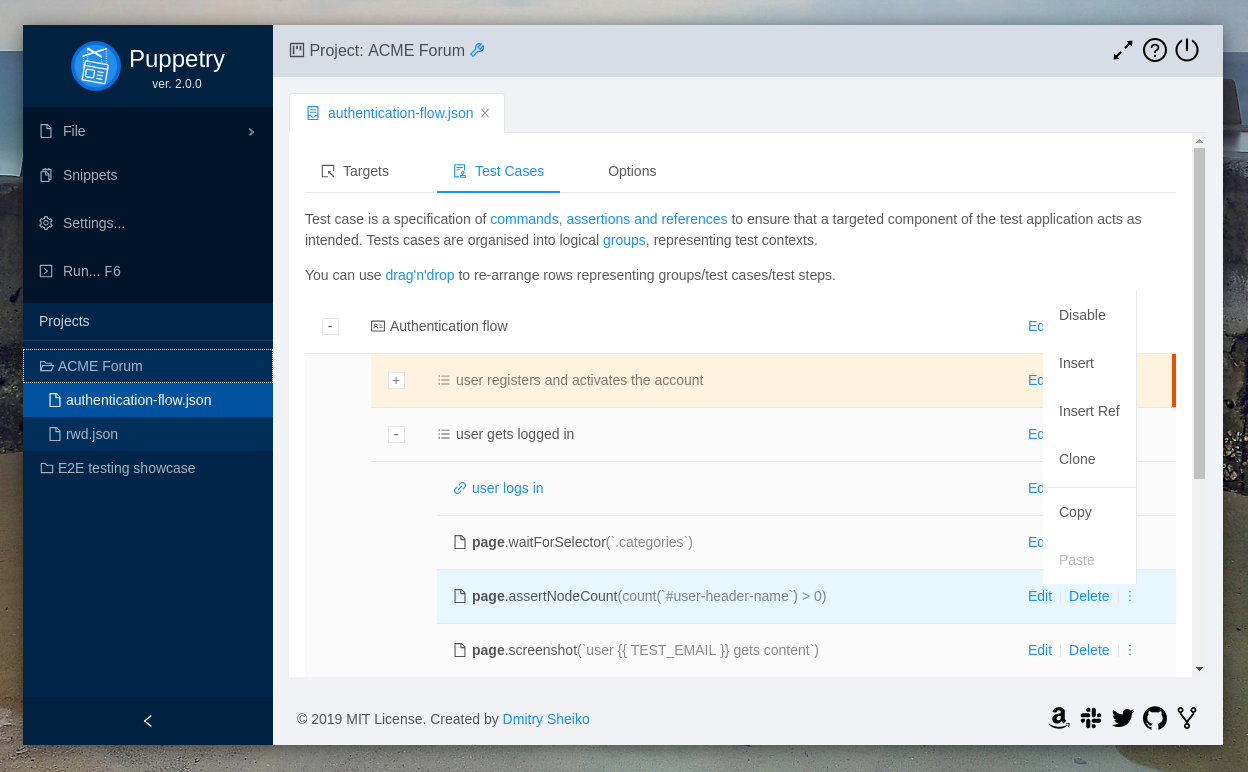 Puppetry
ver. 2.0.0
File
Snippets
Settings...
Run... F6
Projects
ACME Forum
authentication-flow.json
rwd.json
E2E testing showcase
Project: ACME Forum
authentication-flow.json
Targets
Test Cases
Options
Test case is a specification of commands, assertions and references to ensure that a targeted component of the test application acts as
intended. Tests cases are organised into logical groups, representing test contexts.
You can use drag'n'drop to re-arrange rows representing groups/test cases/test steps.
- Authentication flow Ed
+ user registers and activates the account Ed
- user gets logged in Ed
user logs in Ed
page.waitForSelector(`.categories`) Ed
page.assertNodeCount(count(`#user-header-name`) > 0) Edit Delete
page.screenshot(`user {{ TEST_EMAIL }} gets content`) Edit Delete
Disable
Insert
Insert Ref
Clone
Copy
Paste
© 2019 MIT License. Created by Dmitry Sheiko